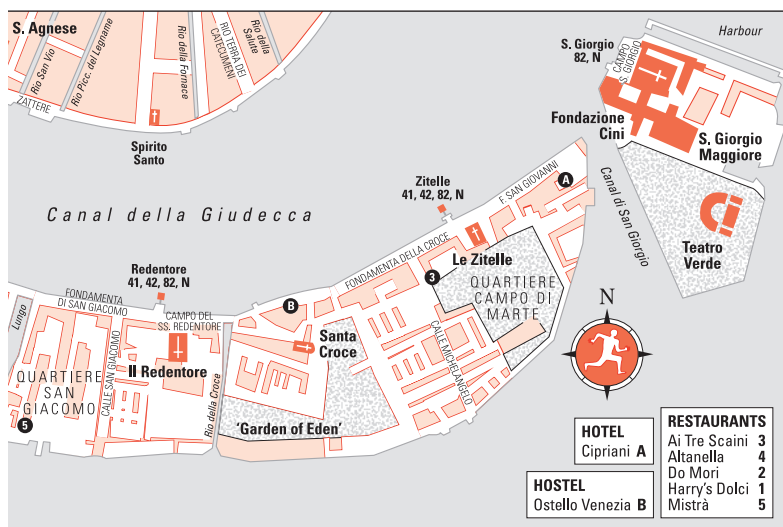 S. Agnese
Rio San Vio
Rio Picc. del Legname
Rio della Fornace
RIO TERRA DEI CATECUMENI
Rio della Salute
ZATTERE
Spirito
Santo
Harbour
S. Giorgio
82, N
CAMPO
S. GIORGIO
Fondazione
Cini
S. Giorgio
Maggiore
Canal di San Giorgio
Teatro
Verde
Canal della Giudecca
Zitelle
41, 42, 82, N
F. SAN GIOVANNI
A
Le Zitelle
FONDAMENTA DELLA CROCE
3
QUARTIERE
CAMPO DI
MARTE
CALLE MICHELANGELO
Redentore
41, 42, 82, N
FONDAMENTA
DI SAN GIACOMO
CAMPO DEL
SS. REDENTORE
B
Santa
Croce
Lungo
Il Redentore
QUARTIERE
SAN
GIACOMO
CALLE SAN GIACOMO
Rio della Croce
5
'Garden of Eden'
N
HOTEL
Cipriani A
HOSTEL
Ostello Venezia B
RESTAURANTS
Ai Tre Scaini 3
Altanella 4
Do Mori 2
Harry's Dolci 1
Mistrà 5